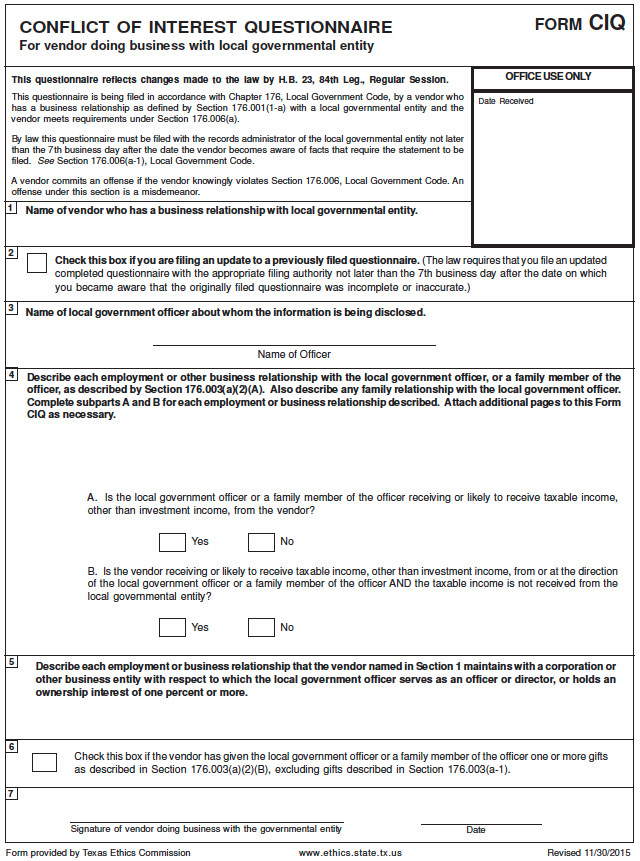 CONFLICT OF INTEREST QUESTIONNAIRE
For vendor doing business with local governmental entity
FORM CIQ
This questionnaire reflects changes made to the law by H.B. 23, 84th Leg., Regular Session.
This questionnaire is being filed in accordance with Chapter 176, Local Government Code, by a vendor who
has a business relationship as defined by Section 176.001(1-a) with a local governmental entity and the
vendor meets requirements under Section 176.006(a).
By law this questionnaire must be filed with the records administrator of the local governmental entity not later
than the 7th business day after the date the vendor becomes aware of facts that require the statement to be
filed. See Section 176.006(a-1), Local Government Code.
A vendor commits an offense if the vendor knowingly violates Section 176.006, Local Government Code. An
offense under this section is a misdemeanor.
OFFICE USE ONLY
Date Received
1 Name of vendor who has a business relationship with local governmental entity.
2
Check this box if you are filing an update to a previously filed questionnaire. (The law requires that you file an updated
completed questionnaire with the appropriate filing authority not later than the 7th business day after the date on which
you became aware that the originally filed questionnaire was incomplete or inaccurate.)
3 Name of local government officer about whom the information is being disclosed.
Name of Officer
4 Describe each employment or other business relationship with the local government officer, or a family member of the
officer, as described by Section 176.003(a)(2)(A). Also describe any family relationship with the local government officer.
Complete subparts A and B for each employment or business relationship described. Attach additional pages to this Form
CIQ as necessary.
A. Is the local government officer or a family member of the officer receiving or likely to receive taxable income,
other than investment income, from the vendor?
Yes No
B. Is the vendor receiving or likely to receive taxable income, other than investment income, from or at the direction
of the local government officer or a family member of the officer AND the taxable income is not received from the
local governmental entity?
Yes No
5 Describe each employment or business relationship that the vendor named in Section 1 maintains with a corporation or
other business entity with respect to which the local government officer serves as an officer or director, or holds an
ownership interest of one percent or more.
6
Check this box if the vendor has given the local government officer or a family member of the officer one or more gifts
as described in Section 176.003(a)(2)(B), excluding gifts described in Section 176.003(a-1).
7
Signature of vendor doing business with the governmental entity Date
Form provided by Texas Ethics Commission www.ethics.state.tx.us Revised 11/30/2015